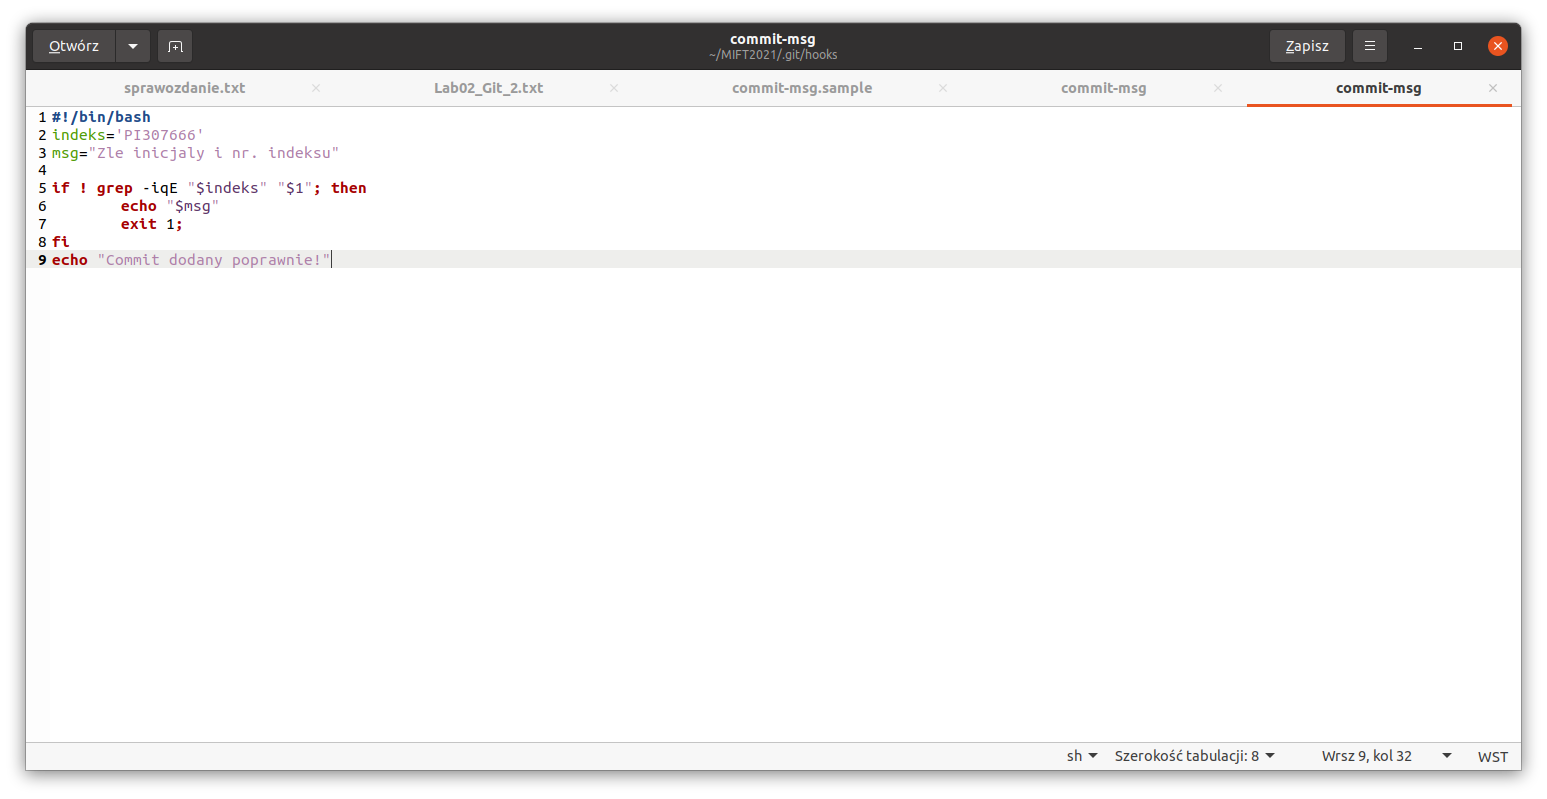 Otwórz
commit-msg
~/MIFT2021/.git/hooks
Zapisz
sprawozdanie.txt
Lab02_Git_2.txt
commit-msg.sample
commit-msg
commit-msg
1 #!/bin/bash
2 indeks='PI307666'
3 msg="Zle inicjaly i nr. indeksu"
4
5 if ! grep -iqE "$indeks" "$1"; then
6         echo "$msg"
7         exit 1;
8 fi
9 echo "Commit dodany poprawnie!"
sh Szerokość tabulacji: 8 Wrsz 9, kol 32 WST